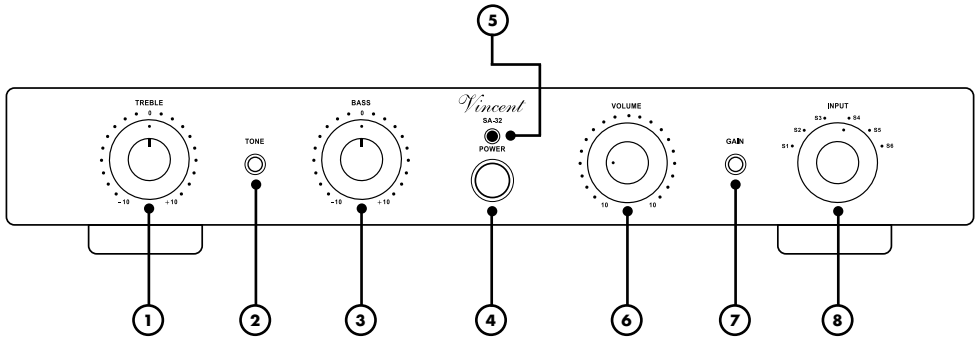 5
Vincent
SA-32
POWER
TREBLE
0
-10 +10
TONE
BASS
0
-10 +10
VOLUME
10 10
GAIN
INPUT
S1 S2 S3 S4 S5 S6
1 2 3 4 6 7 8